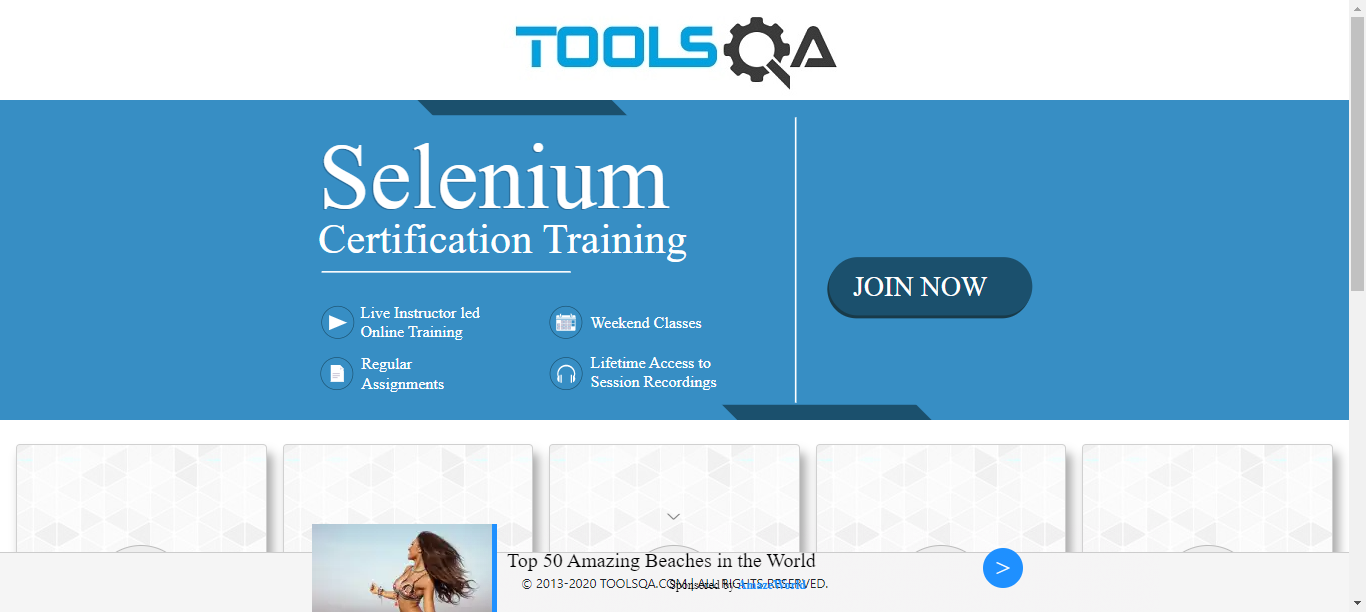 TOOLSQA
Selenium
Certification Training
JOIN NOW
Live Instructor led
Online Training
Weekend Classes
Regular
Assignments
Lifetime Access to
Session Recordings
Top 50 Amazing Beaches in the World
© 2013-2020 TOOLSQA.COM | ALL RIGHTS RESERVED.
Sponsored by
>